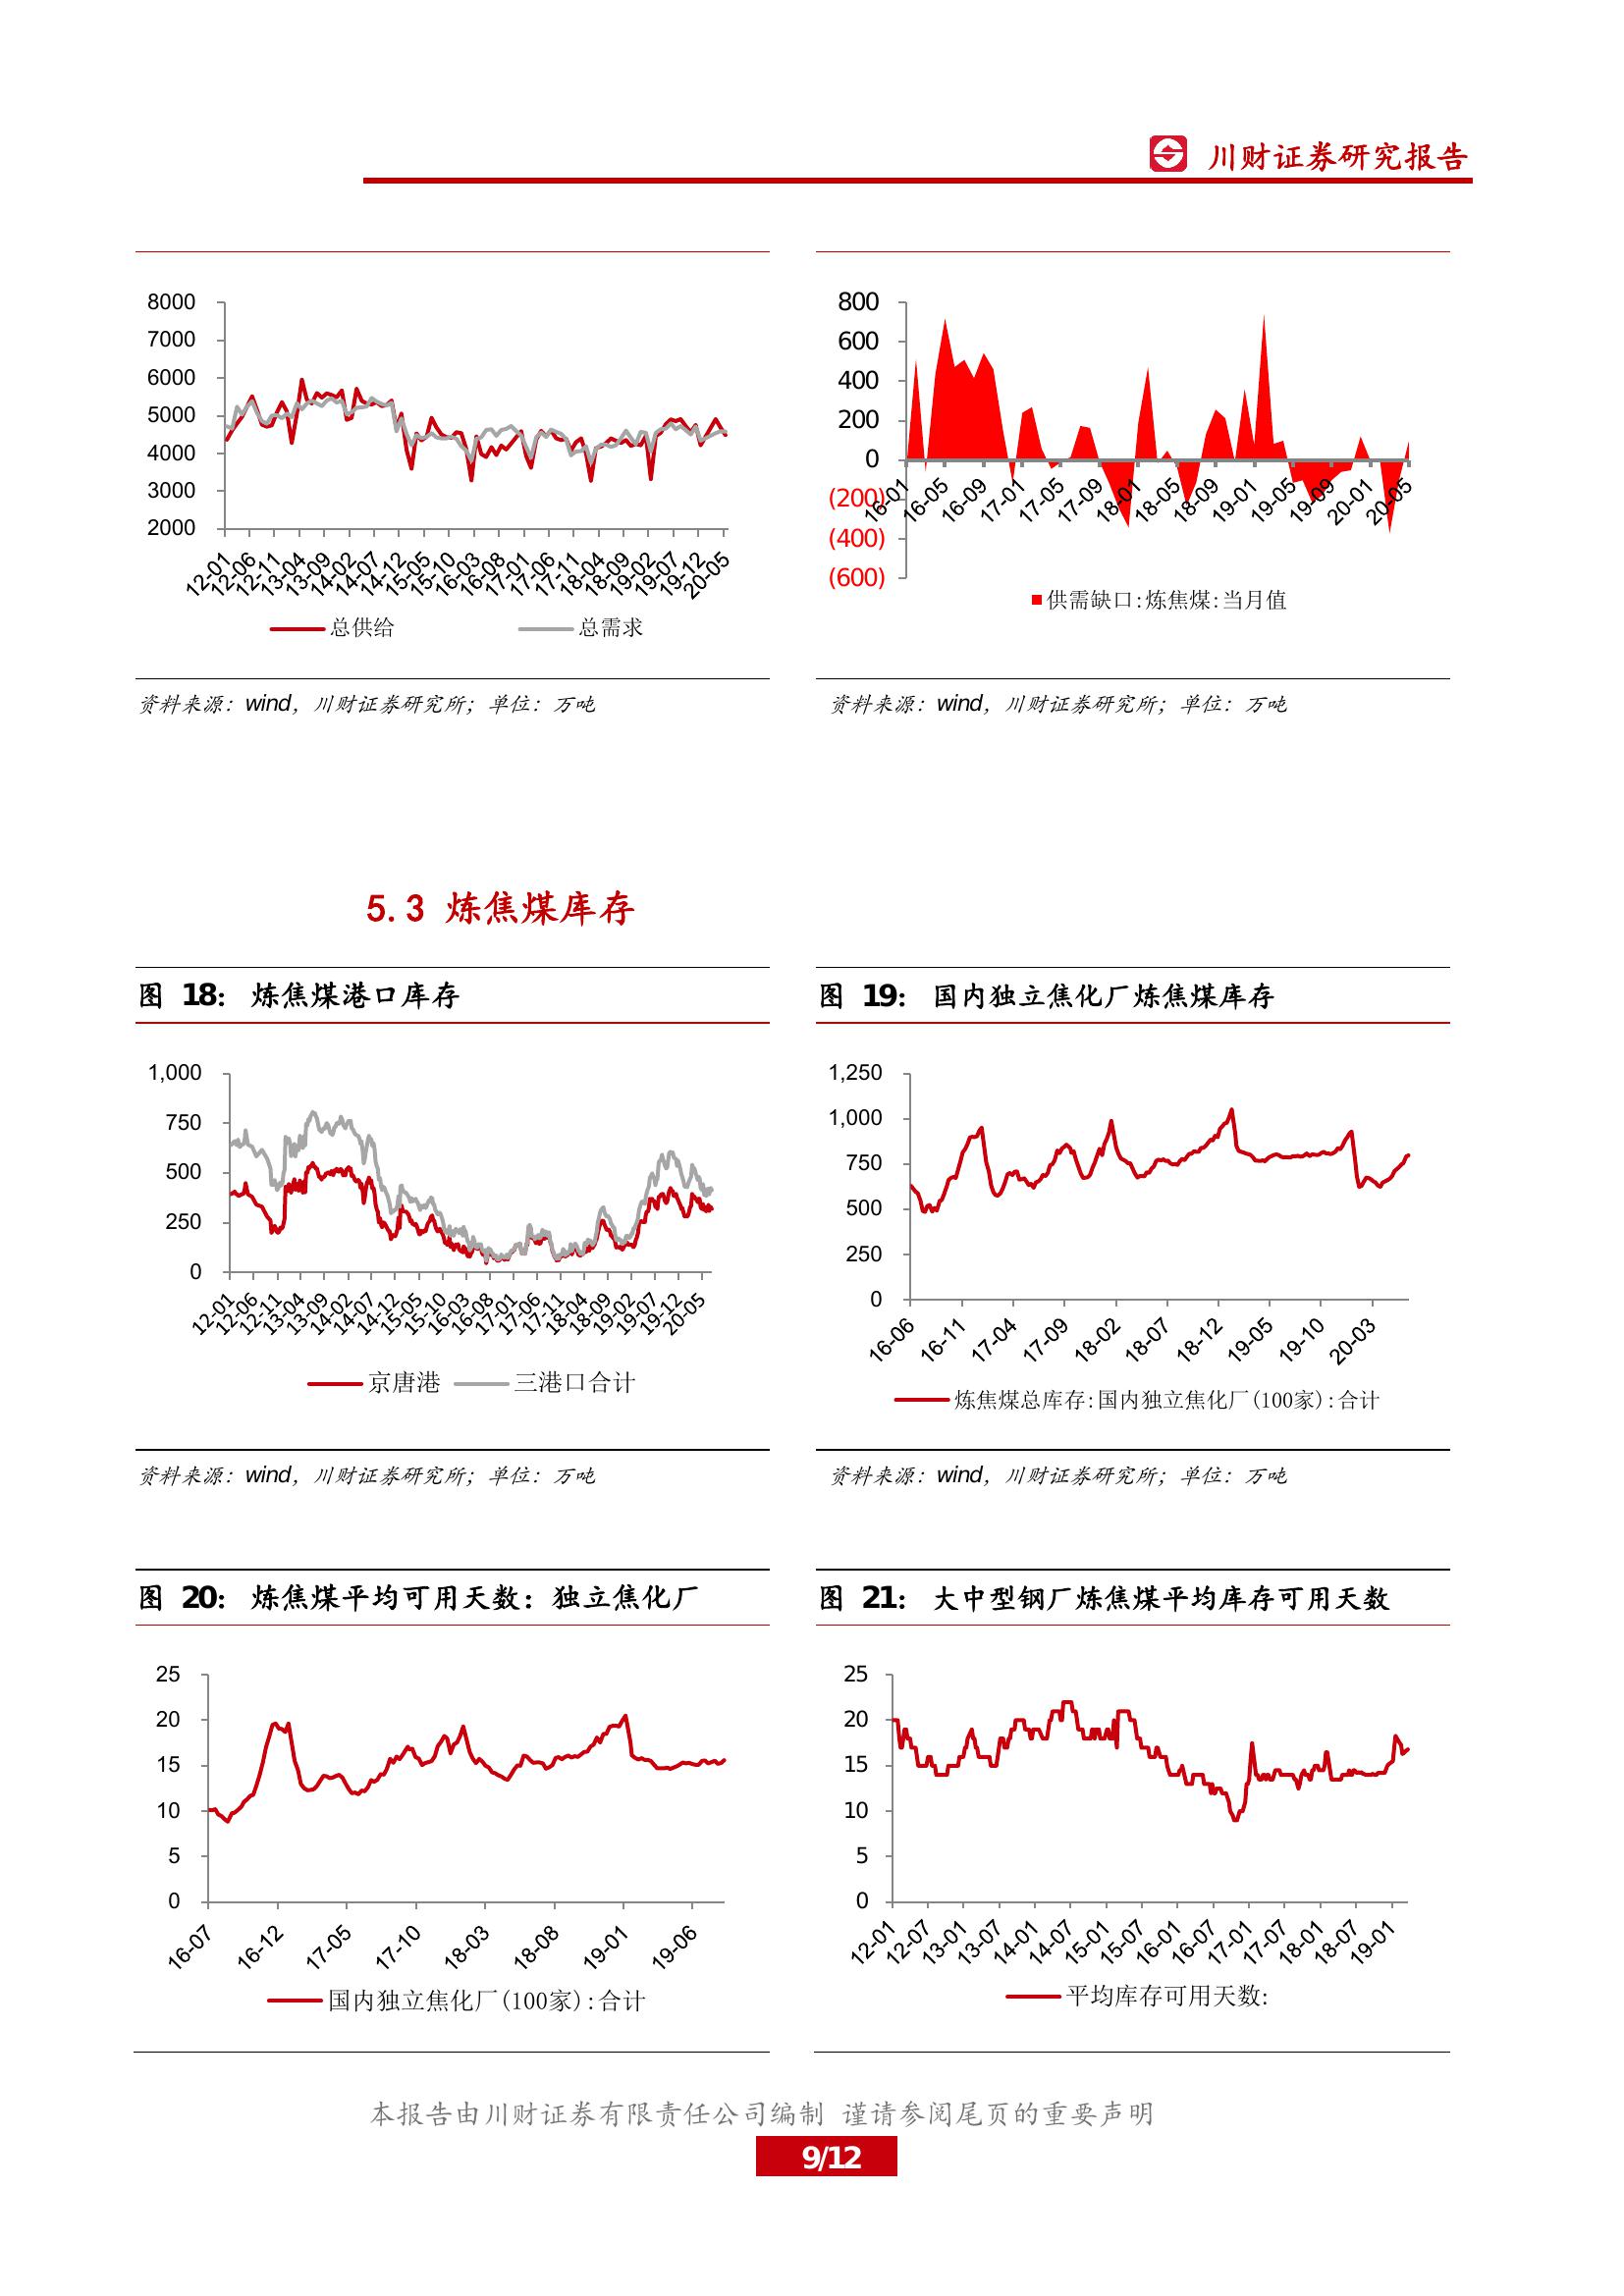 川财证券研究报告
8000
7000
6000
5000
4000
3000
2000
12-01 12-06 12-11 13-04 13-09 14-02 14-07 14-12 15-05 15-10 16-03 16-08 17-01 17-06 17-11 18-04 18-09 19-02 19-07 19-12 20-05
总供给 总需求
资料来源：wind，川财证券研究所；单位：万吨
800
600
400
200
0
(200)
(400)
(600)
16-01 16-05 16-09 17-01 17-05 17-09 18-01 18-05 18-09 19-01 19-05 19-09 20-01 20-05
供需缺口:炼焦煤:当月值
资料来源：wind，川财证券研究所；单位：万吨
5.3 炼焦煤库存
图 18： 炼焦煤港口库存
1,000
750
500
250
0
12-01 12-06 12-11 13-04 13-09 14-02 14-07 14-12 15-05 15-10 16-03 16-08 17-01 17-06 17-11 18-04 18-09 19-02 19-07 19-12 20-05
京唐港 三港口合计
资料来源：wind，川财证券研究所；单位：万吨
图 19： 国内独立焦化厂炼焦煤库存
1,250
1,000
750
500
250
0
16-06 16-11 17-04 17-09 18-02 18-07 18-12 19-05 19-10 20-03
炼焦煤总库存:国内独立焦化厂(100家):合计
资料来源：wind，川财证券研究所；单位：万吨
图 20： 炼焦煤平均可用天数：独立焦化厂
25
20
15
10
5
0
16-07 16-12 17-05 17-10 18-03 18-08 19-01 19-06
国内独立焦化厂(100家):合计
图 21： 大中型钢厂炼焦煤平均库存可用天数
25
20
15
10
5
0
12-01 12-07 13-01 13-07 14-01 14-07 15-01 15-07 16-01 16-07 17-01 17-07 18-01 18-07 19-01
平均库存可用天数:
本报告由川财证券有限责任公司编制 谨请参阅尾页的重要声明
9/12